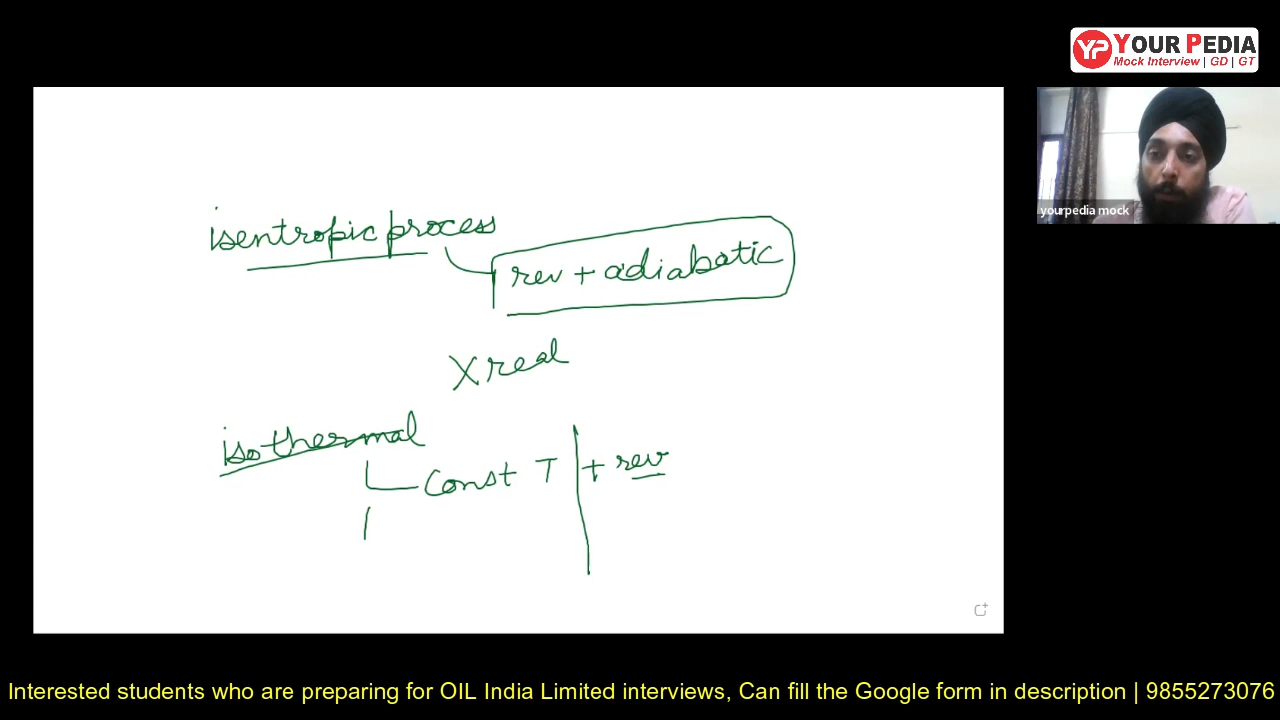 YOUR PEDIA
YP
Mock Interview | GD | GT
yourpedia mock
isentropic process
rev + adiabatic
X real
isothermal
Const T + rev
Interested students who are preparing for OIL India Limited interviews, Can fill the Google form in description | 9855273076